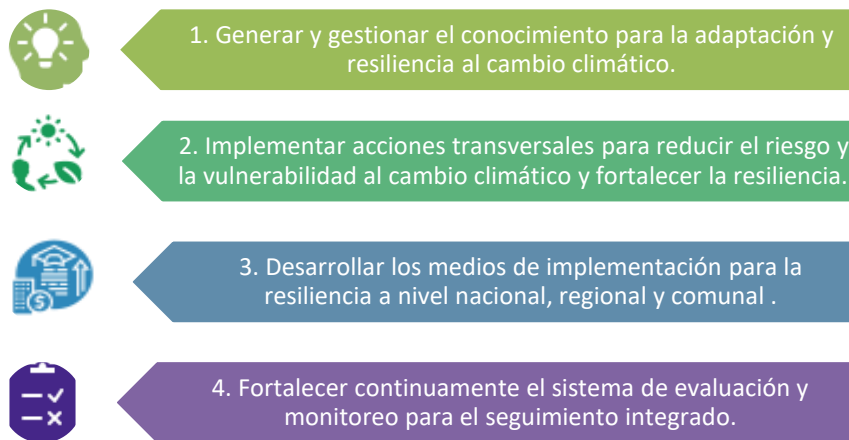 1. Generar y gestionar el conocimiento para la adaptación y
resiliencia al cambio climático.
2. Implementar acciones transversales para reducir el riesgo y
la vulnerabilidad al cambio climático y fortalecer la resiliencia.
3. Desarrollar los medios de implementación para la
resiliencia a nivel nacional, regional y comunal .
4. Fortalecer continuamente el sistema de evaluación y
monitoreo para el seguimiento integrado.